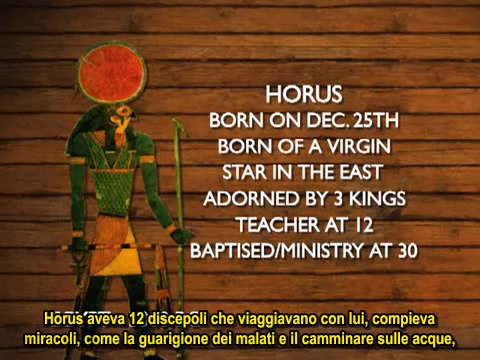 HORUS
BORN ON DEC. 25TH
BORN OF A VIRGIN
STAR IN THE EAST
ADORNED BY 3 KINGS
TEACHER AT 12
BAPTISED/MINISTRY AT 30
Horus aveva 12 discepoli che viaggiavano con lui, compieva
miracoli, come la guarigione dei malati e il camminare sulle acque,